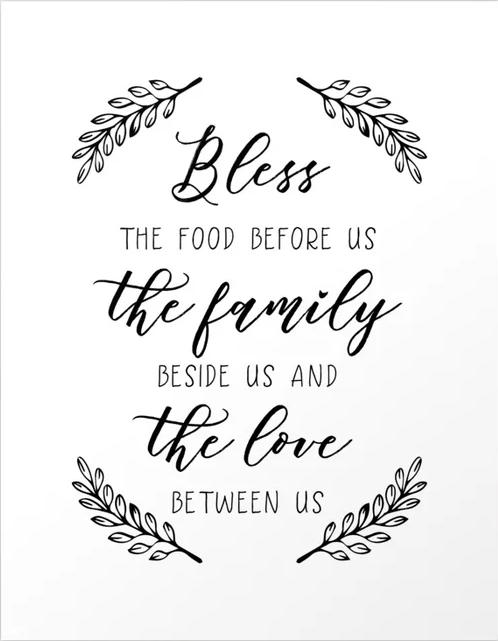 Bless
THE FOOD BEFORE US
the family
BESIDE US AND
the love
BETWEEN US